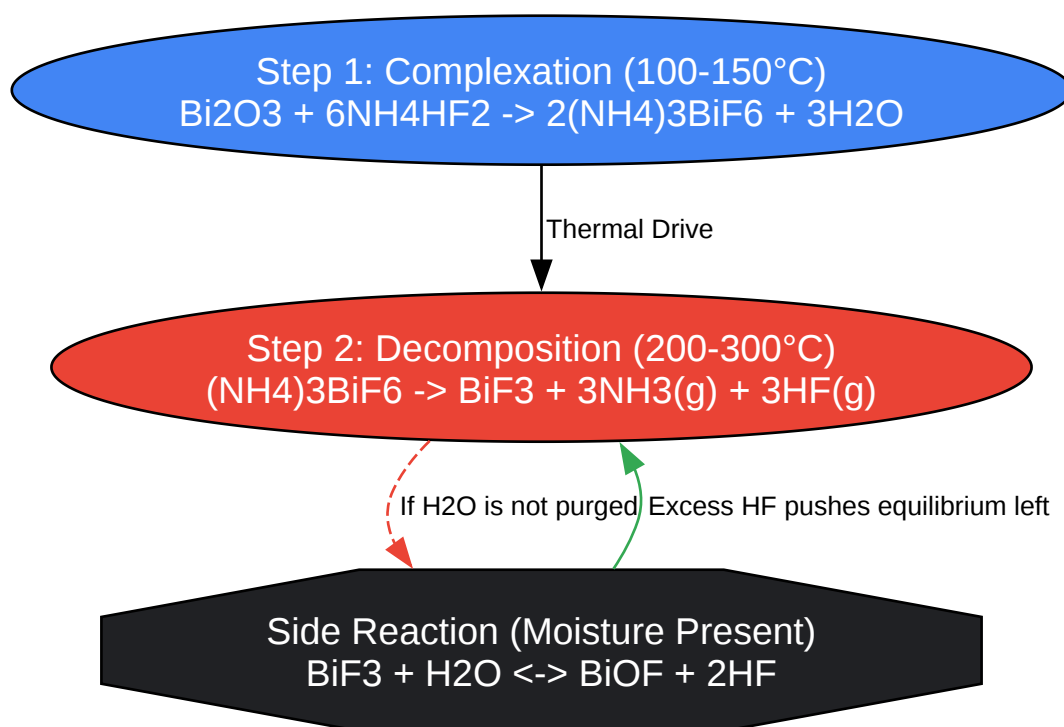 Step 1: Complexation (100-150°C)
Bi2O3 + 6NH4HF2 -> 2(NH4)3BiF6 + 3H2O
Thermal Drive
Step 2: Decomposition (200-300°C)
(NH4)3BiF6 -> BiF3 + 3NH3(g) + 3HF(g)
If H2O is not purged
Excess HF pushes equilibrium left
Side Reaction (Moisture Present)
BiF3 + H2O <-> BiOF + 2HF